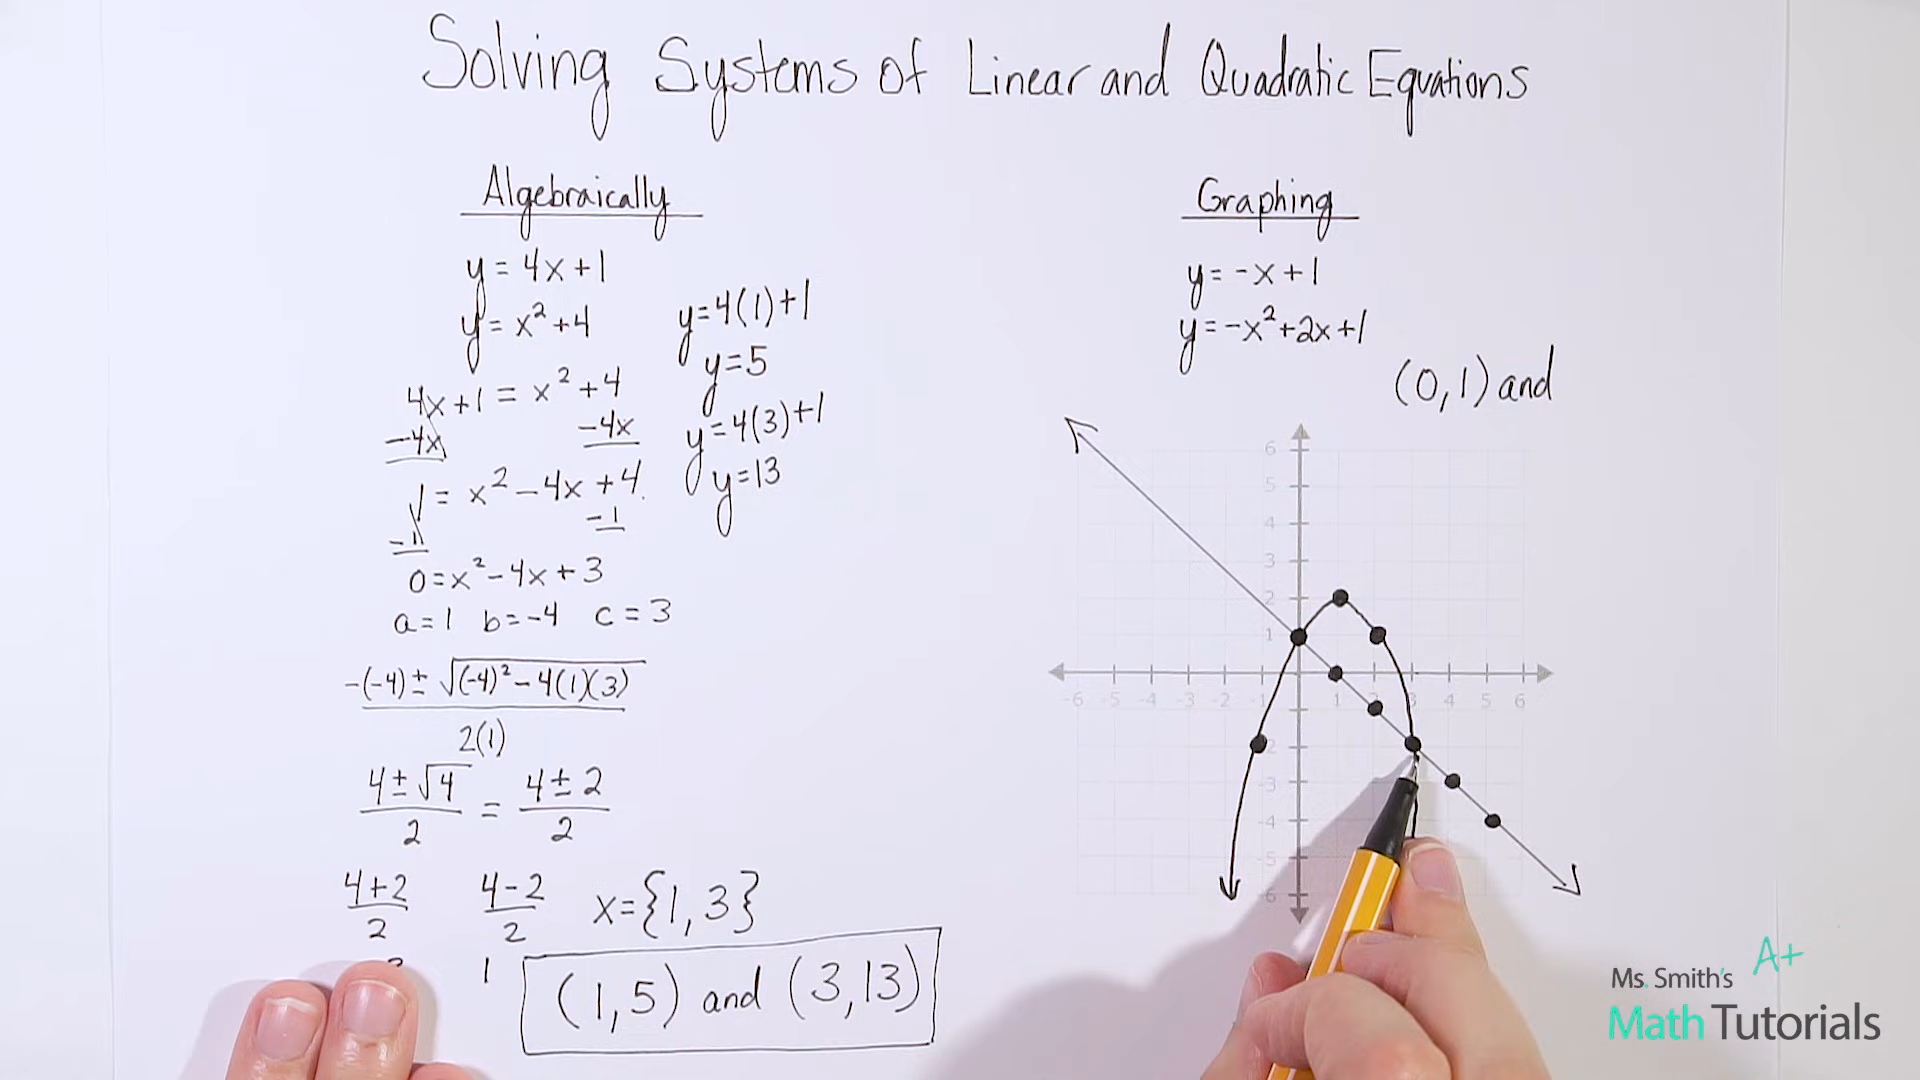 Solving Systems of Linear and Quadratic Equations
Algebraically
y = 4x + 1
y = x² + 4
4x + 1 = x² + 4
-4x -4x
1 = x² - 4x + 4
-1 -1
0 = x² - 4x + 3
a = 1 b = -4 c = 3
-(-4) ± √(-4)² - 4(1)(3)
2(1)
4 ± √4 = 4 ± 2
2 2
4+2 4-2
2 2
1
x = {1, 3}
(1, 5) and (3, 13)
y = 4(1) + 1
y = 5
y = 4(3) + 1
y = 13
Graphing
y = -x + 1
y = -x² + 2x + 1
(0, 1) and
6
5
4
3
2
1
-6 -5 -4 -3 -2 -1 1 2 3 4 5 6
-3
-4
-5
-6
Ms. Smith's A+
Math Tutorials